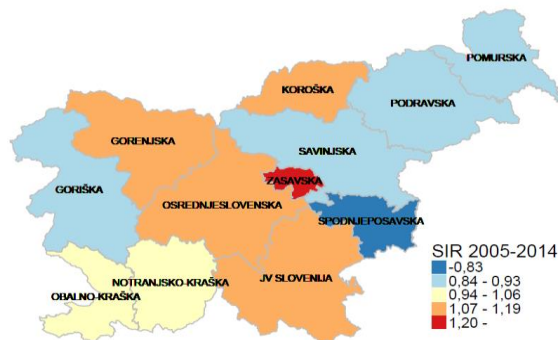 POMURSKA
KOROŠKA
PODRAVSKA
GORENJSKA
SAVINJSKA
ZASAVSKA
GORIŠKA
OSREDNJESLOVENSKA
SPODNJEPOSAVSKA
NOTRANJSKO-KRAŠKA
JV SLOVENIJA
OBALNO-KRAŠKA
SIR 2005-2014
-0,83
0,84 - 0,93
0,94 - 1,06
1,07 - 1,19
1,20 -